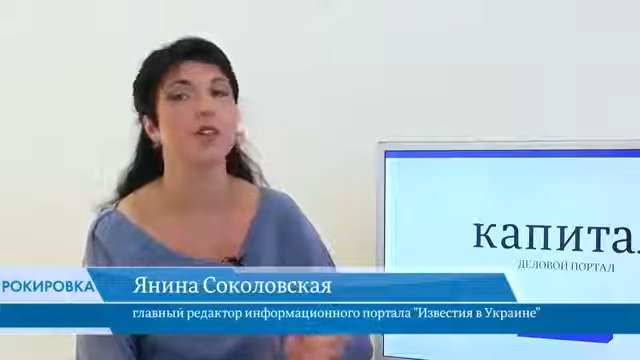 капитал
ДЕЛОВОЙ ПОРТАЛ
РОКИРОВКА
Янина Соколовская
главный редактор информационного портала "Известия в Украине"